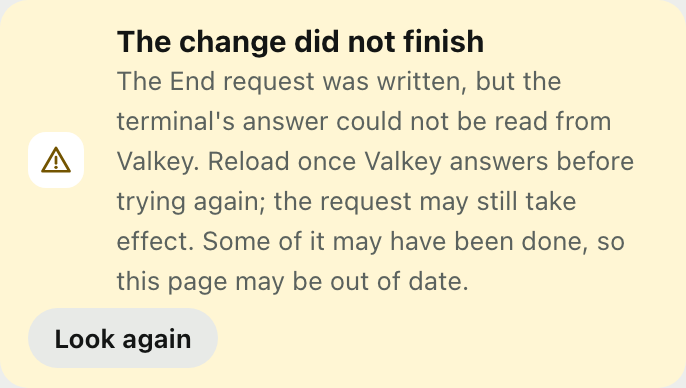 The change did not finish
The End request was written, but the
terminal's answer could not be read from
Valkey. Reload once Valkey answers before
trying again; the request may still take
effect. Some of it may have been done, so
this page may be out of date.
Look again